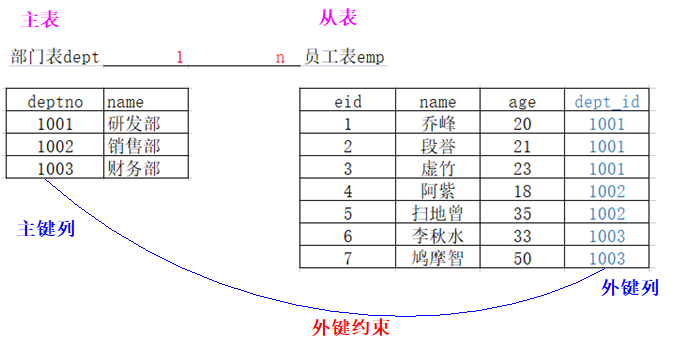 主表 从表
部门表dept 1 n 员工表emp
deptno name
1001 研发部
1002 销售部
1003 财务部
主键列
eid name age dept_id
1 乔峰 20 1001
2 段誉 21 1001
3 虚竹 23 1001
4 阿紫 18 1002
5 扫地曾 35 1002
6 李秋水 33 1003
7 鸠摩智 50 1003
外键列
外键约束